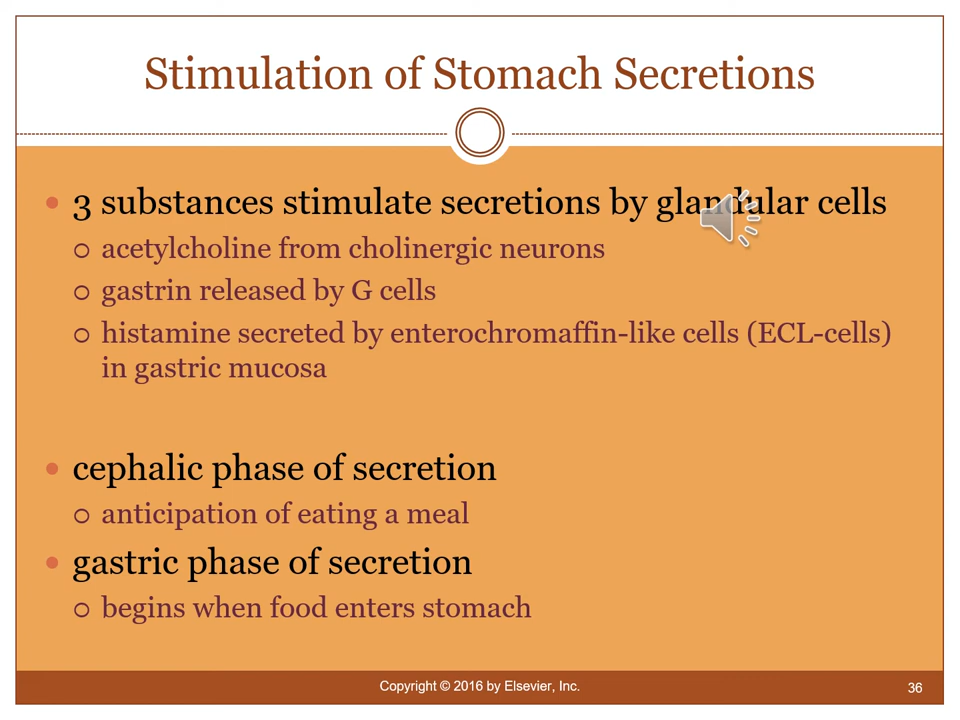 Stimulation of Stomach Secretions
3 substances stimulate secretions by glandular cells
acetylcholine from cholinergic neurons
gastrin released by G cells
histamine secreted by enterochromaffin-like cells (ECL-cells)
in gastric mucosa
cephalic phase of secretion
anticipation of eating a meal
gastric phase of secretion
begins when food enters stomach
Copyright © 2016 by Elsevier, Inc.
36